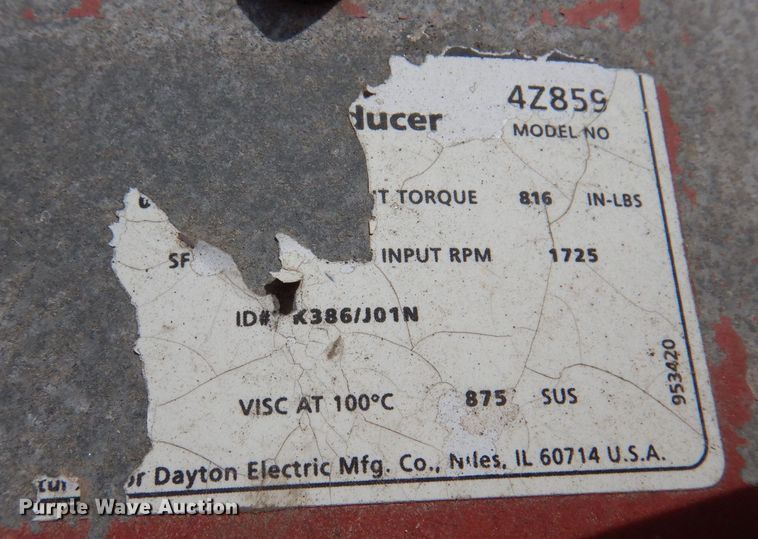 4Z859
ducer
MODEL NO
T TORQUE 816 IN-LBS
SF INPUT RPM 1725
ID# K386/J01N
953420
VISC AT 100°C 875 SUS
or Dayton Electric Mfg. Co., Niles, IL 60714 U.S.A.
Purple Wave Auction